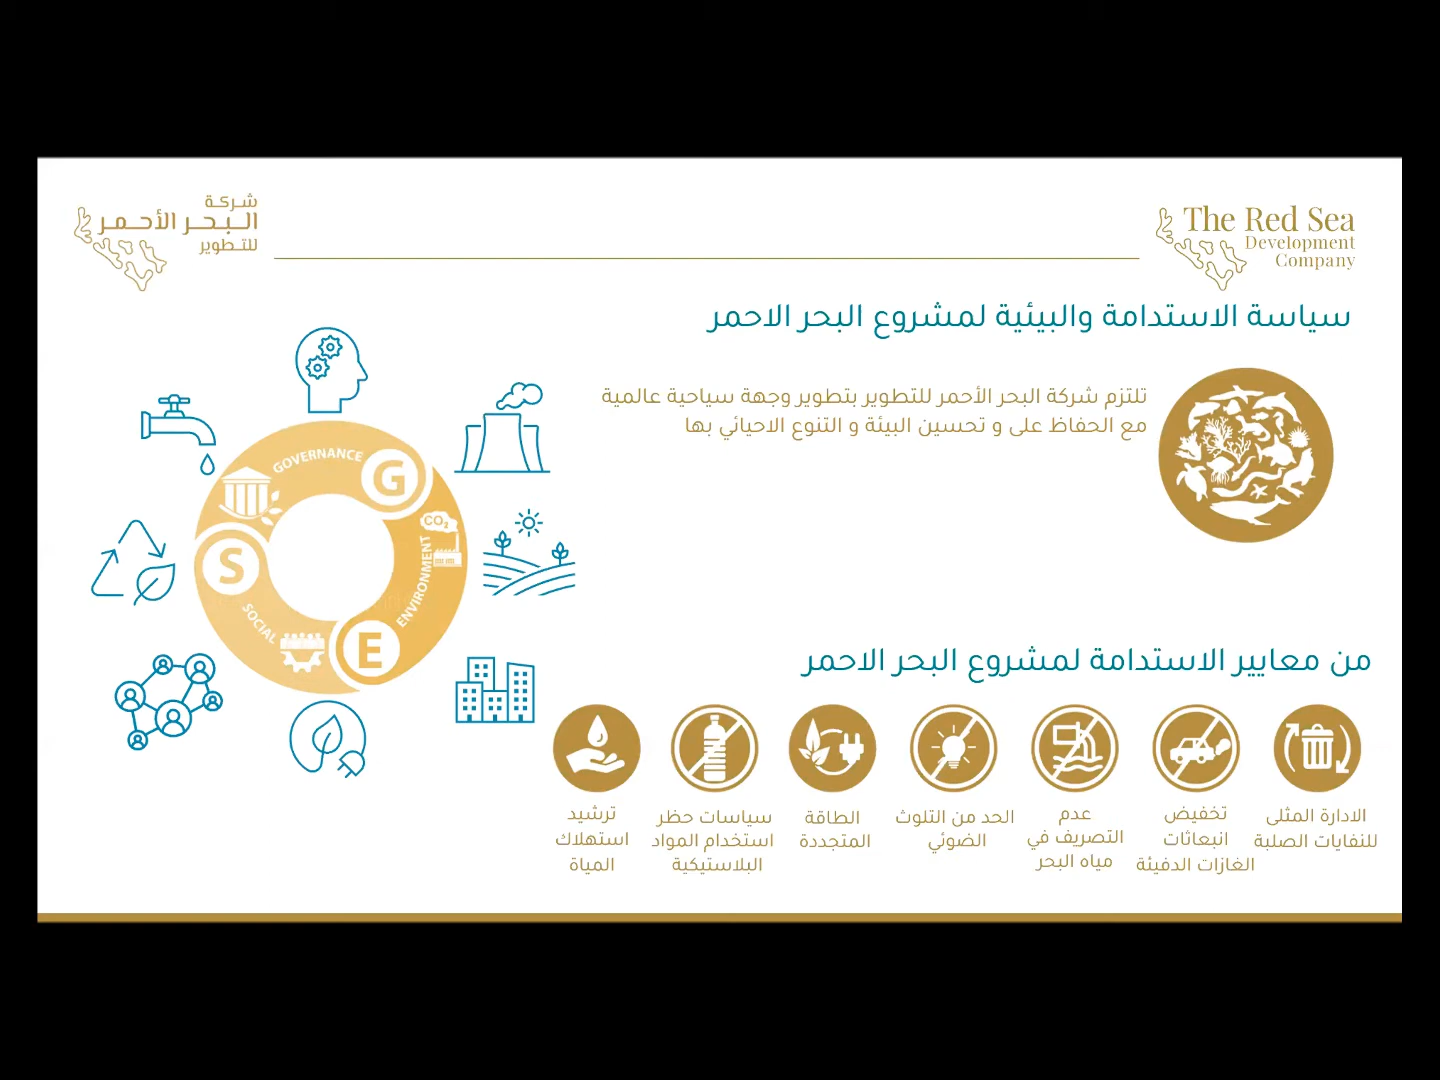 شركة
البحر الأحمر
للتطوير
The Red Sea
Development
Company
سياسة الاستدامة والبيئية لمشروع البحر الاحمر
تلتزم شركة البحر الأحمر للتطوير بتطوير وجهة سياحية عالمية
مع الحفاظ على و تحسين البيئة و التنوع الاحيائي بها
GOVERNANCE
G
CO2
ENVIRONMENT
E
SOCIAL
S
من معايير الاستدامة لمشروع البحر الاحمر
الادارة المثلى
للنفايات الصلبة
تخفيض
انبعاثات
الغازات الدفيئة
عدم
التصريف في
مياه البحر
الحد من التلوث
الضوئي
الطاقة
المتجددة
سياسات حظر
استخدام المواد
البلاستيكية
ترشيد
استهلاك
المياة